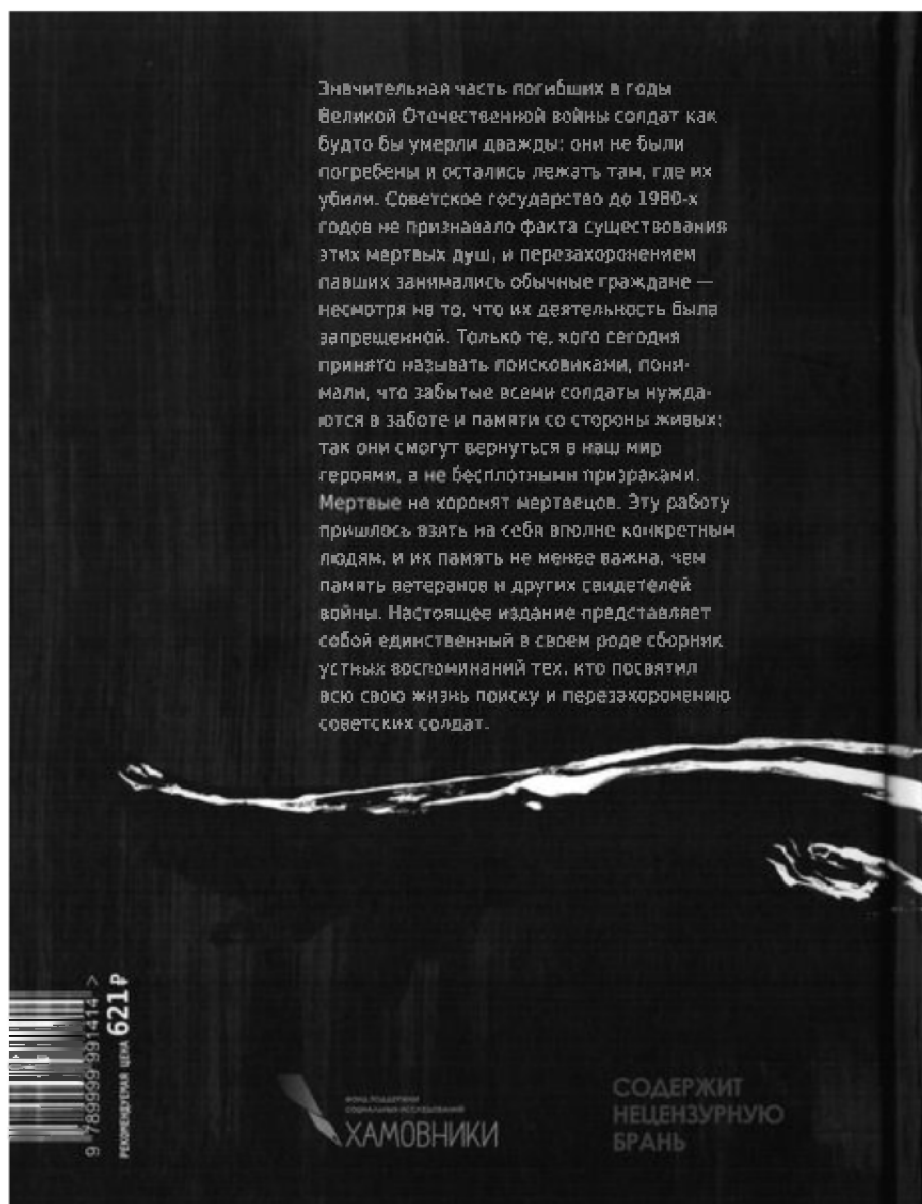 Значительная часть погибших в годы
Великой Отечественной войны солдат как
будто бы умерли дважды: они не были
погребены и остались лежать там, где их
убили. Советское государство до 1980-х
годов не признавало факта существования
этих мертвых душ, и перезахоронением
павших занимались обычные граждане —
несмотря на то, что их деятельность была
запрещенной. Только те, кого сегодня
принято называть поисковиками, пони-
мали, что забытые всеми солдаты нужда-
ются в заботе и памяти со стороны живых:
так они смогут вернуться в наш мир
героями, а не бесплотными призраками.
Мертвые не хоронят мертвецов. Эту работу
пришлось взять на себя вполне конкретным
людям, и их память не менее важна, чем
память ветеранов и других свидетелей
войны. Настоящее издание представляет
собой единственный в своем роде сборник
устных воспоминаний тех, кто посвятил
всю свою жизнь поиску и перезахоронению
советских солдат.
9 789999 991414 >
РЕКОМЕНДУЕМАЯ ЦЕНА 621₽
ФОНД ПОДДЕРЖКИ
СОЦИАЛЬНЫХ ИССЛЕДОВАНИЙ
ХАМОВНИКИ
СОДЕРЖИТ
НЕЦЕНЗУРНУЮ
БРАНЬ